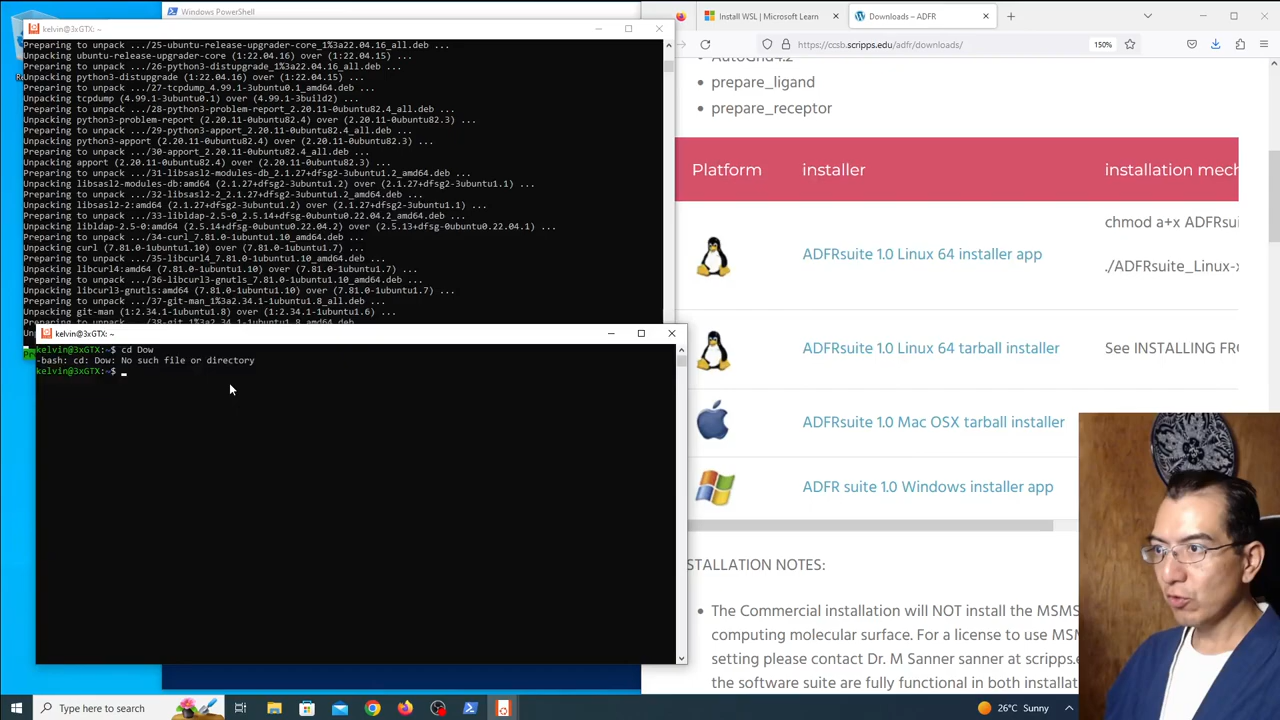 Windows PowerShell
kelvin@3xGTX: ~
Preparing to unpack .../25-ubuntu-release-upgrader-core_1%3a22.04.16_all.deb ...
Unpacking ubuntu-release-upgrader-core (1:22.04.16) over (1:22.04.15) ...
Preparing to unpack .../26-python3-distupgrade_1%3a22.04.16_all.deb ...
Unpacking python3-distupgrade (1:22.04.16) over (1:22.04.15) ...
Preparing to unpack .../27-tcpdump_4.99.1-3ubuntu0.1_amd64.deb ...
Unpacking tcpdump (4.99.1-3ubuntu0.1) over (4.99.1-3build2) ...
Preparing to unpack .../28-python3-problem-report_2.20.11-0ubuntu82.4_all.deb ...
Unpacking python3-problem-report (2.20.11-0ubuntu82.4) over (2.20.11-0ubuntu82.3) ...
Preparing to unpack .../29-python3-apport_2.20.11-0ubuntu82.4_all.deb ...
Unpacking python3-apport (2.20.11-0ubuntu82.4) over (2.20.11-0ubuntu82.3) ...
Preparing to unpack .../30-apport_2.20.11-0ubuntu82.4_all.deb ...
Unpacking apport (2.20.11-0ubuntu82.4) over (2.20.11-0ubuntu82.3) ...
Preparing to unpack .../31-libsasl2-modules-db_2.1.27+dfsg2-3ubuntu1.2_amd64.deb ...
Unpacking libsasl2-modules-db:amd64 (2.1.27+dfsg2-3ubuntu1.2) over (2.1.27+dfsg2-3ubuntu1.1) ...
Preparing to unpack .../32-libsasl2-2_2.1.27+dfsg2-3ubuntu1.2_amd64.deb ...
Unpacking libsasl2-2:amd64 (2.1.27+dfsg2-3ubuntu1.2) over (2.1.27+dfsg2-3ubuntu1.1) ...
Preparing to unpack .../33-libldap-2.5-0_2.5.14+dfsg-0ubuntu0.22.04.2_amd64.deb ...
Unpacking libldap-2.5-0:amd64 (2.5.14+dfsg-0ubuntu0.22.04.2) over (2.5.13+dfsg-0ubuntu0.22.04.1) ...
Preparing to unpack .../34-curl_7.81.0-1ubuntu1.10_amd64.deb ...
Unpacking curl (7.81.0-1ubuntu1.10) over (7.81.0-1ubuntu1.7) ...
Preparing to unpack .../35-libcurl4_7.81.0-1ubuntu1.10_amd64.deb ...
Unpacking libcurl4:amd64 (7.81.0-1ubuntu1.10) over (7.81.0-1ubuntu1.7) ...
Preparing to unpack .../36-libcurl3-gnutls_7.81.0-1ubuntu1.10_amd64.deb ...
Unpacking libcurl3-gnutls:amd64 (7.81.0-1ubuntu1.10) over (7.81.0-1ubuntu1.7) ...
Preparing to unpack .../37-git-man_1%3a2.34.1-1ubuntu1.8_all.deb ...
Unpacking git-man (1:2.34.1-1ubuntu1.8) over (1:2.34.1-1ubuntu1.6) ...
Preparing to unpack .../38-git_1%3a2.34.1-1ubuntu1.8_amd64.deb ...
kelvin@3xGTX: ~
kelvin@3xGTX:~$ cd Dow
-bash: cd: Dow: No such file or directory
kelvin@3xGTX:~$
Install WSL | Microsoft Learn
Downloads – ADFR
https://ccsb.scripps.edu/adfr/downloads/
150%
AutoGrid4.2
prepare_ligand
prepare_receptor
Platform installer installation mech
ADFRsuite 1.0 Linux 64 installer app
chmod a+x ADFRsui
./ADFRsuite_Linux-x
ADFRsuite 1.0 Linux 64 tarball installer
See INSTALLING FRO
ADFRsuite 1.0 Mac OSX tarball installer
ADFR suite 1.0 Windows installer app
STALLATION NOTES:
The Commercial installation will NOT install the MSMS
computing molecular surface. For a license to use MSM
setting please contact Dr. M Sanner sanner at scripps.e
the software suite are fully functional in both installat
Type here to search
26°C Sunny